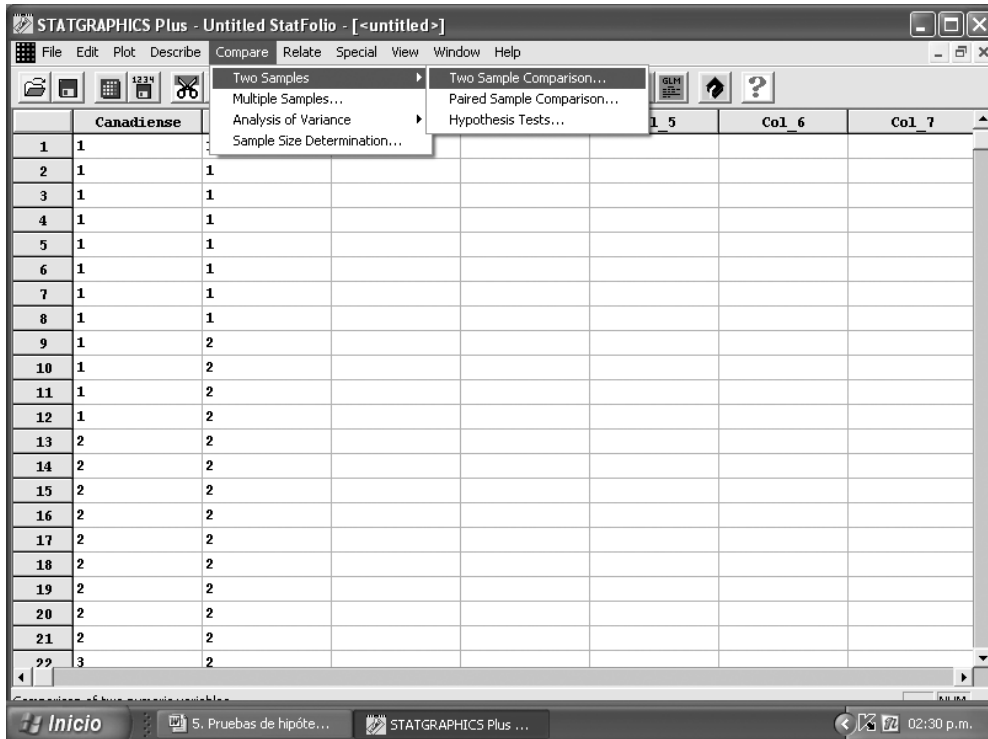 STATGRAPHICS Plus - Untitled StatFolio - [<untitled>]
File Edit Plot Describe Compare Relate Special View Window Help
Two Samples
Multiple Samples...
Analysis of Variance
Sample Size Determination...
Two Sample Comparison...
Paired Sample Comparison...
Hypothesis Tests...
1234
GLM
?
Canadiense Col_6 Col_7
1 1
2 1 1
3 1 1
4 1 1
5 1 1
6 1 1
7 1 1
8 1 1
9 1 2
10 1 2
11 1 2
12 1 2
13 2 2
14 2 2
15 2 2
16 2 2
17 2 2
18 2 2
19 2 2
20 2 2
21 2 2
22 3 2
Inicio 5. Pruebas de hipóte... STATGRAPHICS Plus ... 02:30 p.m.